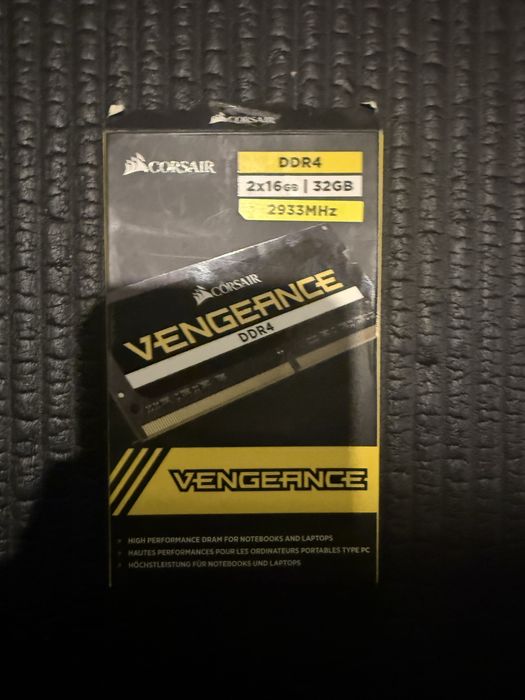 CORSAIR
CORSAIR
DDR4
2x16GB | 32GB
2933MHz
CORSAIR
VENGEANCE
DDR4
VENGEANCE
HIGH PERFORMANCE DRAM FOR NOTEBOOKS AND LAPTOPS
HAUTES PERFORMANCES POUR LES ORDINATEURS PORTABLES TYPE PC
HÖCHSTLEISTUNG FÜR NOTEBOOKS UND LAPTOPS